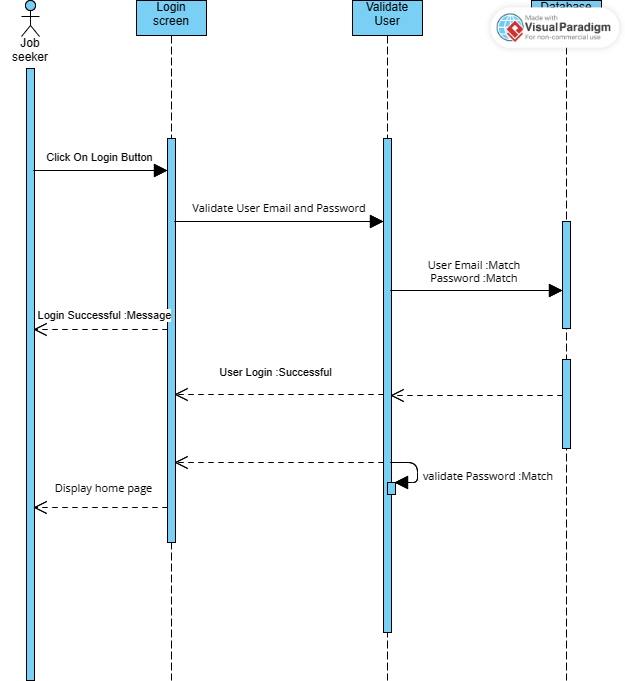 Login
screen
Validate
User
Database
Made with
VisualParadigm
For non-commercial use
Job
seeker
Click On Login Button
Validate User Email and Password
User Email :Match
Password :Match
Login Successful :Message
User Login :Successful
validate Password :Match
Display home page